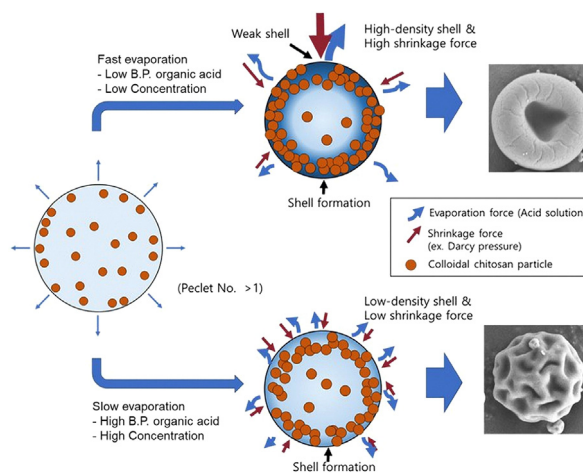 Weak shell
High-density shell &
High shrinkage force
Fast evaporation
- Low B.P. organic acid
- Low Concentration
Shell formation
Evaporation force (Acid solution
Shrinkage force
(ex. Darcy pressure)
Colloidal chitosan particle
(Peclet No. >1)
Low-density shell &
Low shrinkage force
Slow evaporation
- High B.P. organic acid
- High Concentration
Shell formation